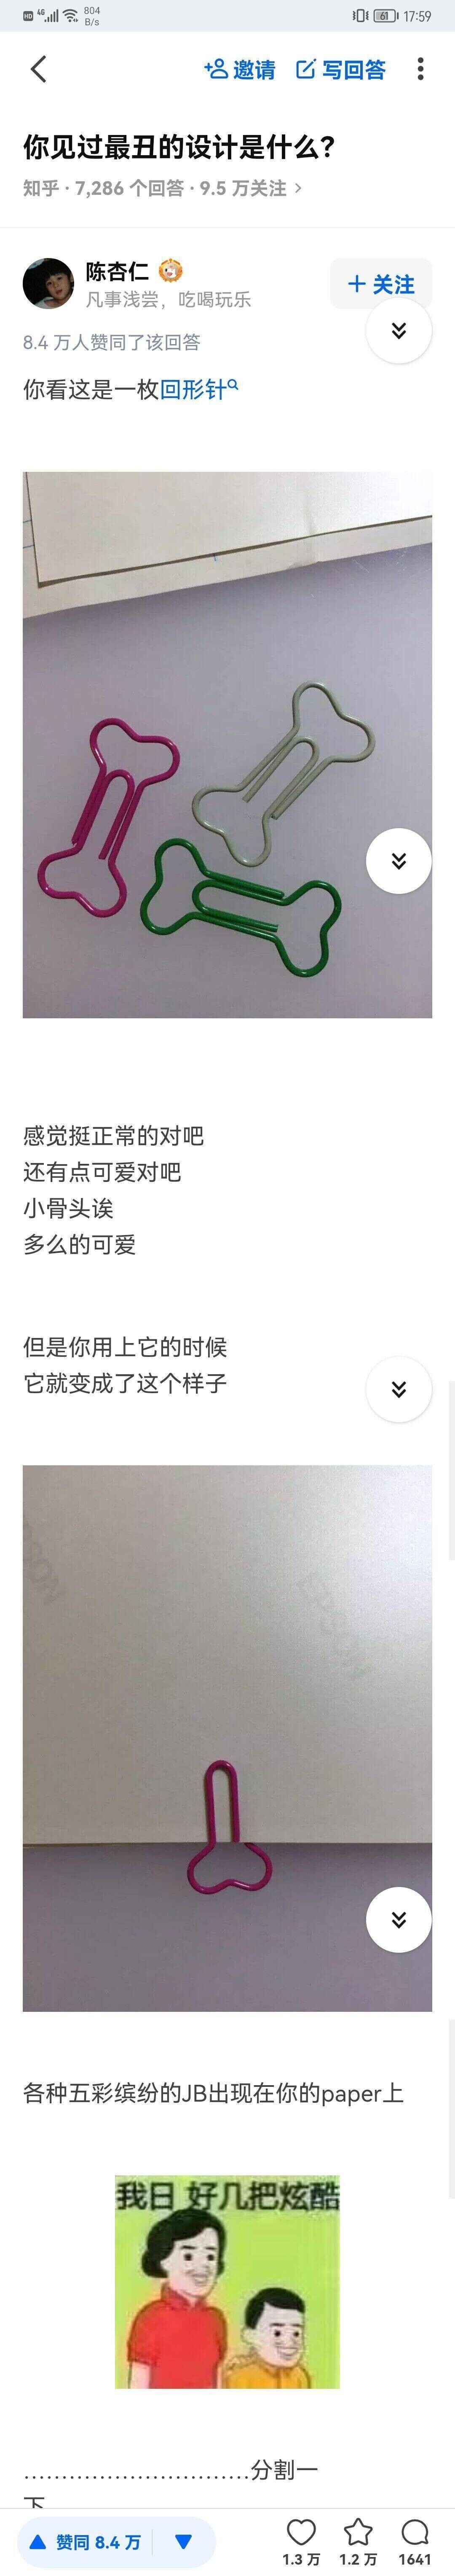 HD 4G 804 B/s 61 17:59
邀请 写回答
你见过最丑的设计是什么？
知乎 · 7,286 个回答 · 9.5 万关注 >
陈杏仁
凡事浅尝，吃喝玩乐
+ 关注
8.4 万人赞同了该回答
你看这是一枚回形针
感觉挺正常的对吧
还有点可爱对吧
小骨头诶
多么的可爱
但是你用上它的时候
它就变成了这个样子
EPSON
各种五彩缤纷的JB出现在你的paper上
我日 好几把炫酷
…………………………分割一
下
赞同 8.4 万
1.3 万 1.2 万 1641